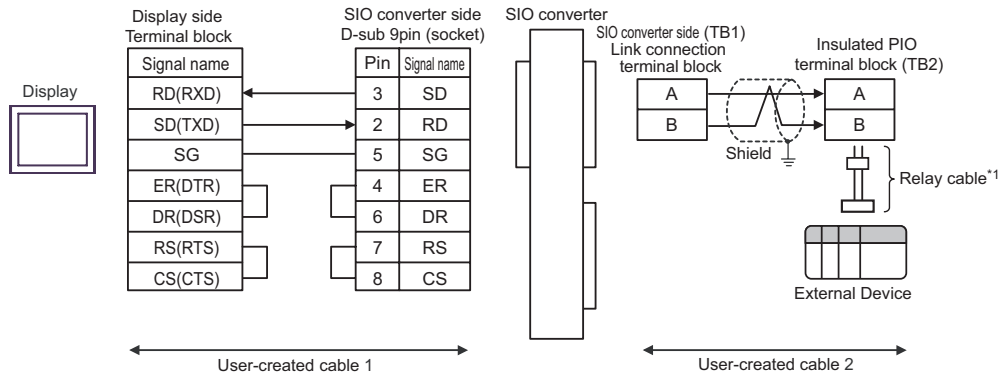 Display side
Terminal block
SIO converter side
D-sub 9pin (socket)
SIO converter
SIO converter side (TB1)
Link connection
terminal block
Insulated PIO
terminal block (TB2)
Display
Signal name
Pin Signal name
RD(RXD) 3 SD
SD(TXD) 2 RD
SG 5 SG
ER(DTR) 4 ER
DR(DSR) 6 DR
RS(RTS) 7 RS
CS(CTS) 8 CS
A A
B B
Shield
Relay cable*1
External Device
User-created cable 1
User-created cable 2